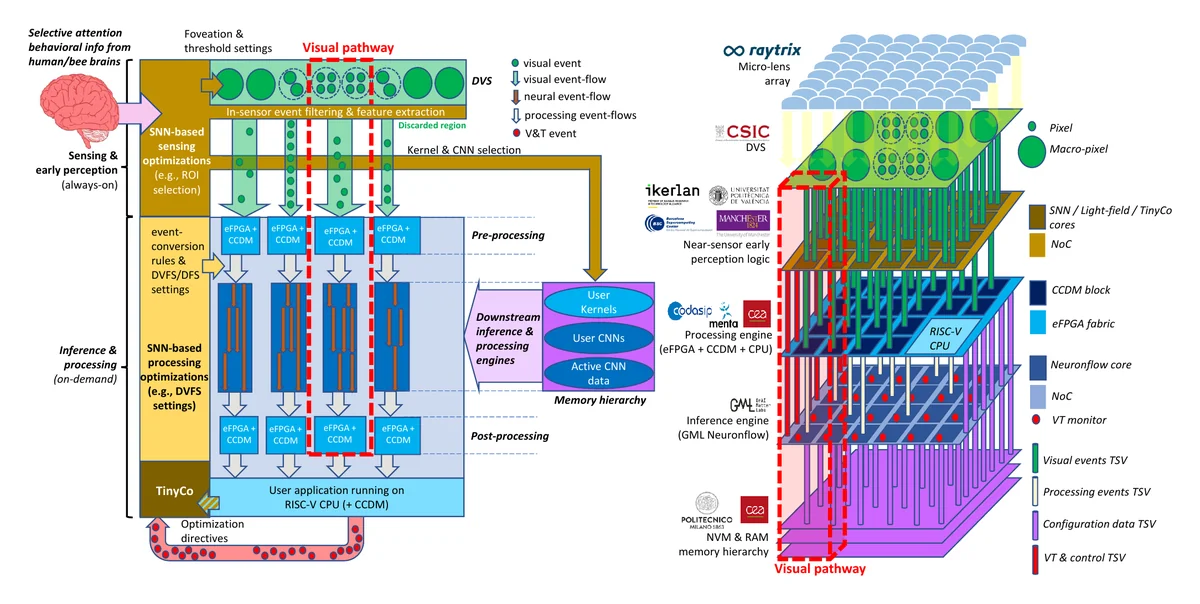 Selective attention
behavioral info from
human/bee brains
Foveation &
threshold settings
Visual pathway
DVS
visual event
visual event-flow
neural event-flow
processing event-flows
V&T event
In-sensor event filtering & feature extraction
Discarded region
SNN-based
sensing
optimizations
(e.g., ROI
selection)
Kernel & CNN selection
Sensing &
early perception
(always-on)
event-
conversion
rules &
DVFS/DFS
settings
eFPGA +
CCDM
eFPGA +
CCDM
eFPGA +
CCDM
eFPGA +
CCDM
Pre-processing
Inference &
processing
(on-demand)
SNN-based
processing
optimizations
(e.g., DVFS
settings)
Downstream
inference &
processing
engines
User
Kernels
User CNNs
Active CNN
data
Memory hierarchy
eFPGA +
CCDM
eFPGA +
CCDM
eFPGA +
CCDM
eFPGA +
CCDM
Post-processing
TinyCo
User application running on
RISC-V CPU (+ CCDM)
Optimization
directives
raytrix
Micro-lens
array
CSIC
DVS
ikerlan
UNIVERSITAT
POLITÈCNICA
DE VALÈNCIA
MANCHESTER
1824
Near-sensor early
perception logic
codasip
menta
cea
Processing engine
(eFPGA + CCDM + CPU)
RISC-V
CPU
GML
Inference engine
(GML Neuronflow)
POLITECNICO
MILANO 1863
cea
NVM & RAM
memory hierarchy
Visual pathway
Pixel
Macro-pixel
SNN / Light-field / TinyCo
cores
NoC
CCDM block
eFPGA fabric
Neuronflow core
NoC
VT monitor
Visual events TSV
Processing events TSV
Configuration data TSV
VT & control TSV